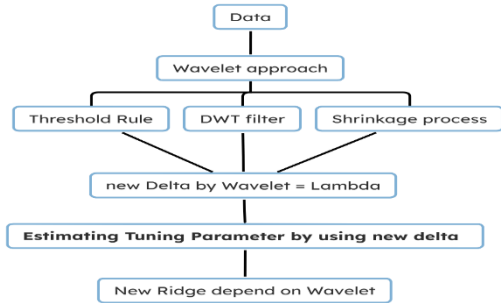 Data
Wavelet approach
Threshold Rule
DWT filter
Shrinkage process
new Delta by Wavelet = Lambda
Estimating Tuning Parameter by using new delta
New Ridge depend on Wavelet